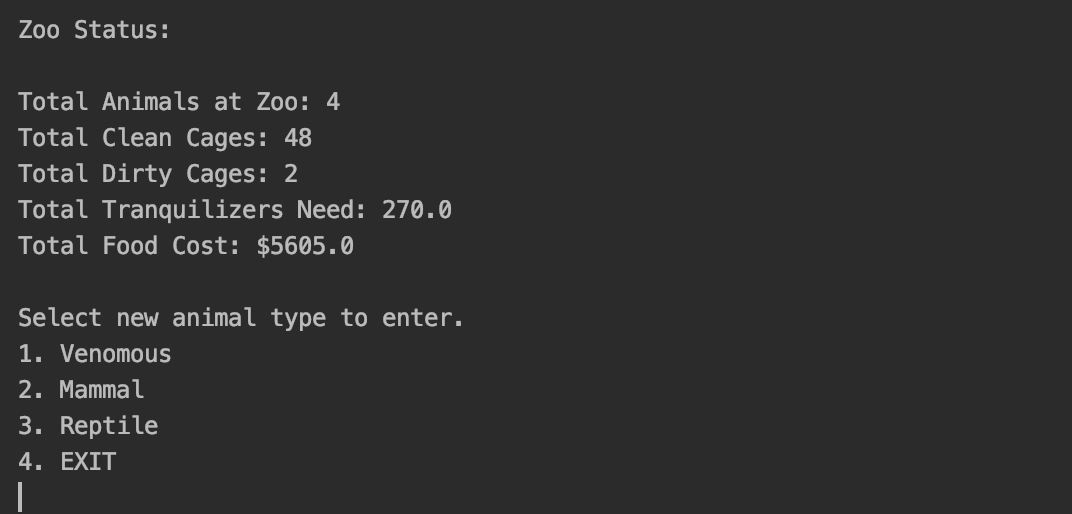 Zoo Status:
Total Animals at Zoo: 4
Total Clean Cages: 48
Total Dirty Cages: 2
Total Tranquilizers Need: 270.0
Total Food Cost: $5605.0
Select new animal type to enter.
1. Venomous
2. Mammal
3. Reptile
4. EXIT